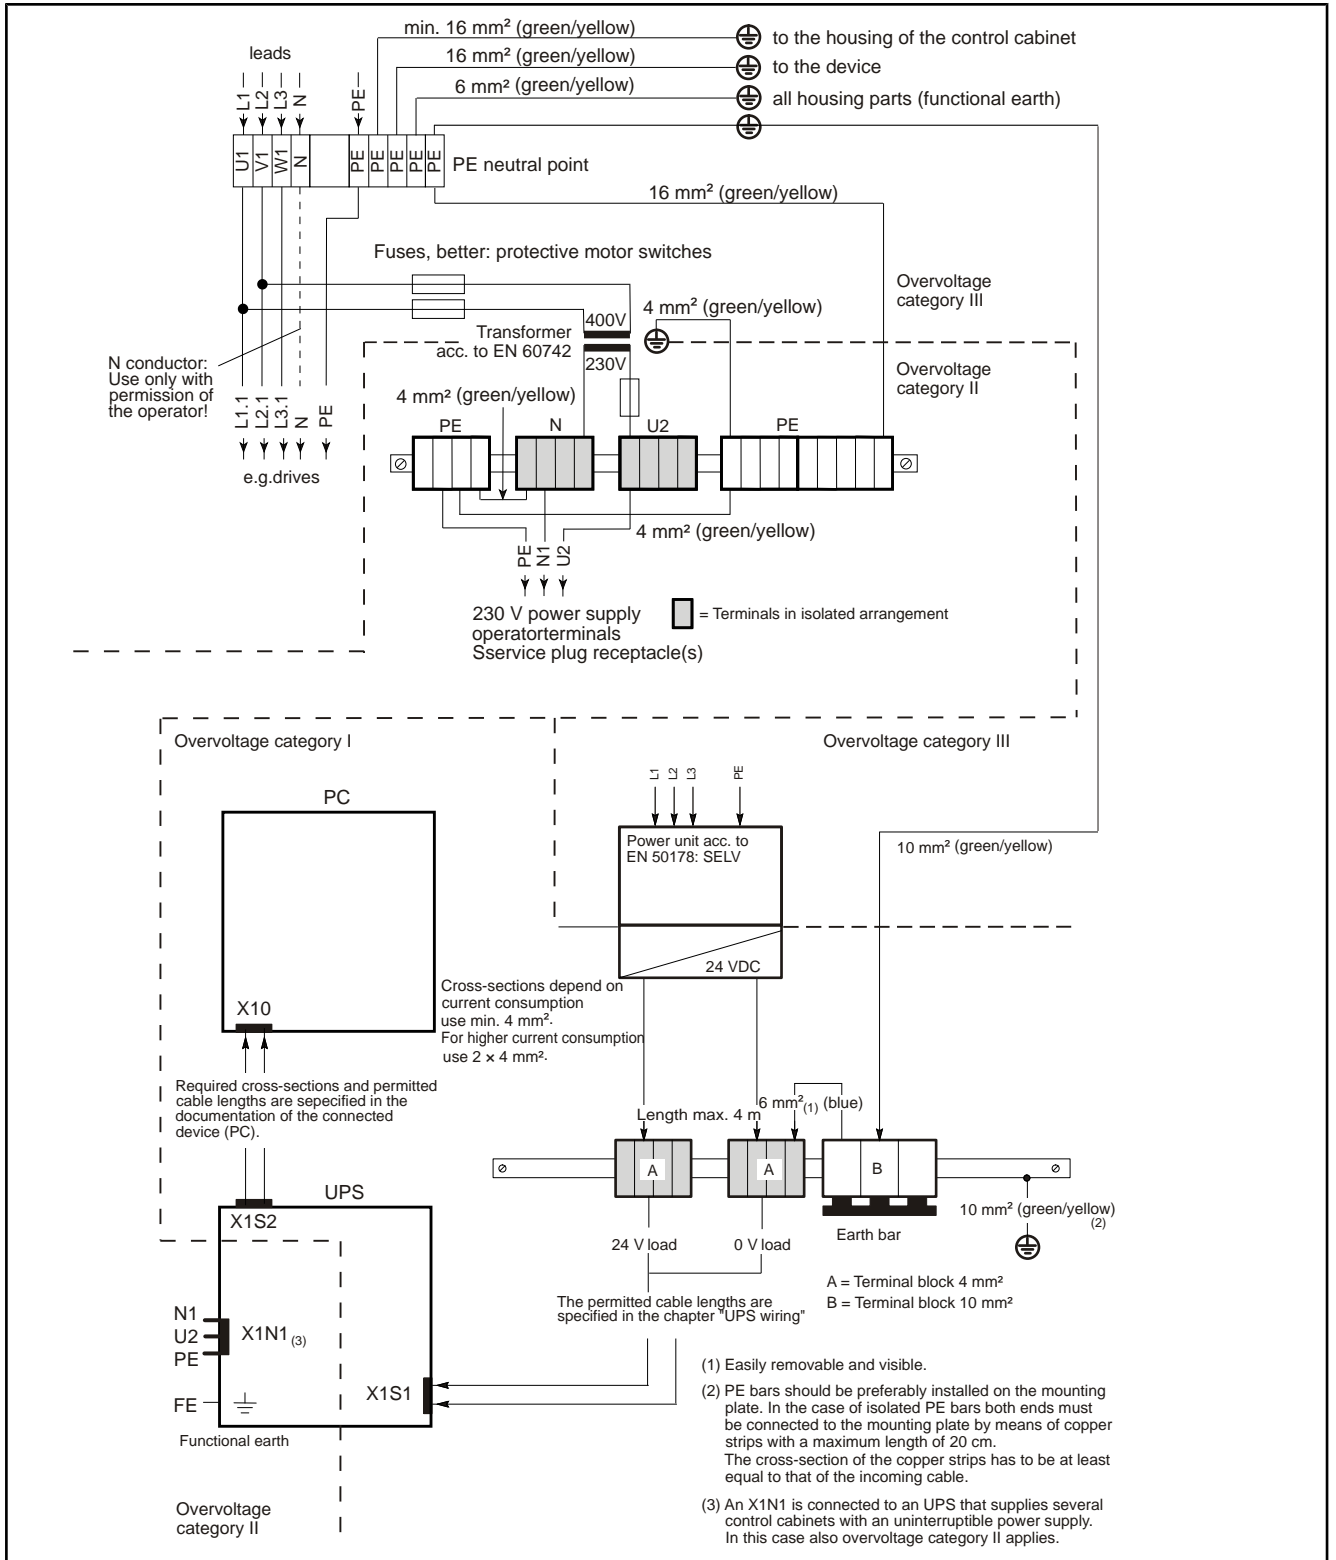 min. 16 mm² (green/yellow)
to the housing of the control cabinet
leads
16 mm² (green/yellow)
to the device
6 mm² (green/yellow)
all housing parts (functional earth)
L1
L2
L3
N
PE
U1
V1
W1
N
PE
PE
PE
PE
PE
PE neutral point
16 mm² (green/yellow)
Fuses, better: protective motor switches
Overvoltage
category III
4 mm² (green/yellow)
400V
Transformer
acc. to EN 60742
230V
N conductor:
Use only with
permission of
the operator!
Overvoltage
category II
4 mm² (green/yellow)
L1.1
L2.1
L3.1
N
PE
e.g.drives
PE
N
U2
PE
4 mm² (green/yellow)
PE
N1
U2
230 V power supply
operatorterminals
Sservice plug receptacle(s)
= Terminals in isolated arrangement
Overvoltage category I
Overvoltage category III
PC
L1
L2
L3
PE
Power unit acc. to
EN 50178: SELV
10 mm² (green/yellow)
24 VDC
X10
Cross-sections depend on
current consumption
use min. 4 mm².
For higher current consumption
use 2 × 4 mm².
Required cross-sections and permitted
cable lengths are sepecified in the
documentation of the connected
device (PC).
Length max. 4 m
6 mm²(1) (blue)
A
A
B
UPS
X1S2
10 mm² (green/yellow)
(2)
Earth bar
24 V load
0 V load
A = Terminal block 4 mm²
B = Terminal block 10 mm²
The permitted cable lengths are
specified in the chapter "UPS wiring"
N1
U2
PE
X1N1 (3)
X1S1
FE
Functional earth
Overvoltage
category II
(1) Easily removable and visible.
(2) PE bars should be preferably installed on the mounting
plate. In the case of isolated PE bars both ends must
be connected to the mounting plate by means of copper
strips with a maximum length of 20 cm.
The cross-section of the copper strips has to be at least
equal to that of the incoming cable.
(3) An X1N1 is connected to an UPS that supplies several
control cabinets with an uninterruptible power supply.
In this case also overvoltage category II applies.